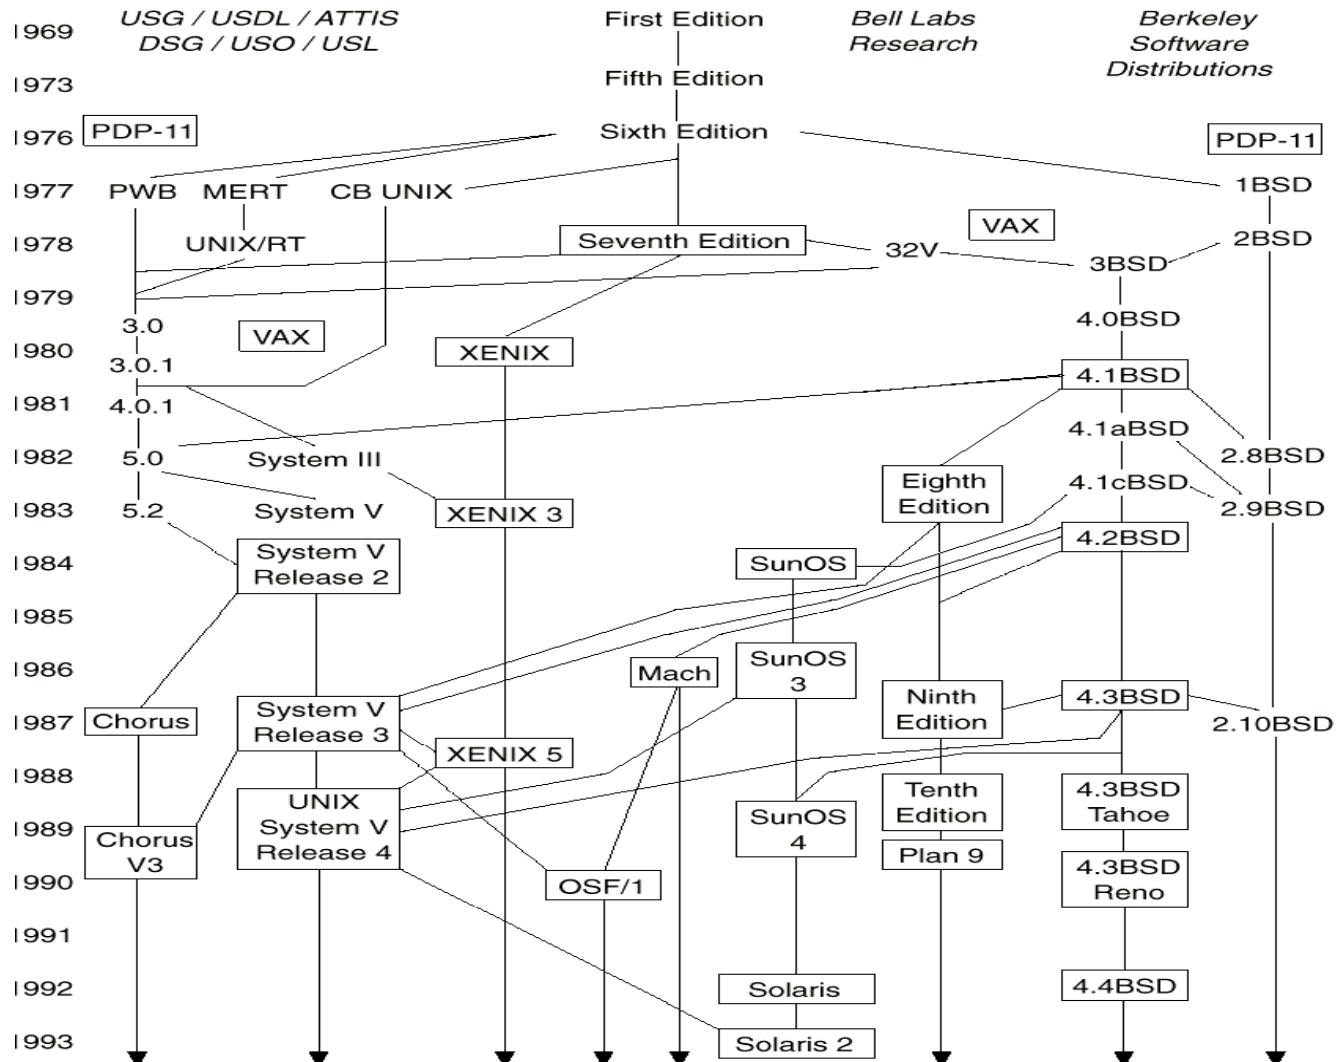 1969
USG / USDL / ATTIS
DSG / USO / USL
First Edition
Bell Labs
Research
Berkeley
Software
Distributions
1973
Fifth Edition
1976
PDP-11
Sixth Edition
PDP-11
1977
PWB
MERT
CB UNIX
1BSD
1978
UNIX/RT
Seventh Edition
32V
VAX
2BSD
3BSD
1979
3.0
VAX
4.0BSD
1980
3.0.1
XENIX
4.1BSD
1981
4.0.1
4.1aBSD
1982
5.0
System III
2.8BSD
Eighth
Edition
4.1cBSD
1983
5.2
System V
XENIX 3
2.9BSD
4.2BSD
1984
System V
Release 2
SunOS
1985
1986
Mach
SunOS
3
1987
Chorus
System V
Release 3
Ninth
Edition
4.3BSD
2.10BSD
XENIX 5
1988
UNIX
System V
Release 4
Tenth
Edition
4.3BSD
Tahoe
1989
Chorus
V3
SunOS
4
Plan 9
4.3BSD
Reno
1990
OSF/1
1991
1992
Solaris
4.4BSD
1993
Solaris 2